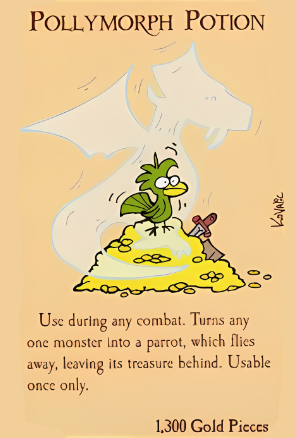 POLLYMORPH POTION
KOVALIC
Use during any combat. Turns any
one monster into a parrot, which flies
away, leaving its treasure behind. Usable
once only.
1,300 Gold Pieces